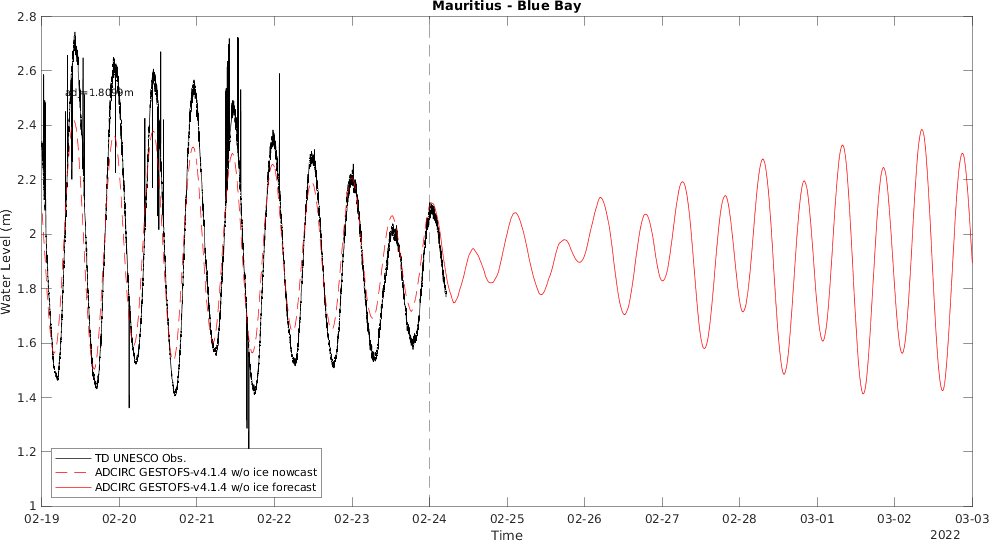 Mauritius - Blue Bay
2.8
2.6
2.4
2.2
2
1.8
1.6
1.4
1.2
1
Water Level (m)
adj=1.8099m
TD UNESCO Obs.
ADCIRC GESTOFS-v4.1.4 w/o ice nowcast
ADCIRC GESTOFS-v4.1.4 w/o ice forecast
02-19 02-20 02-21 02-22 02-23 02-24 02-25 02-26 02-27 02-28 03-01 03-02 03-03
Time
2022